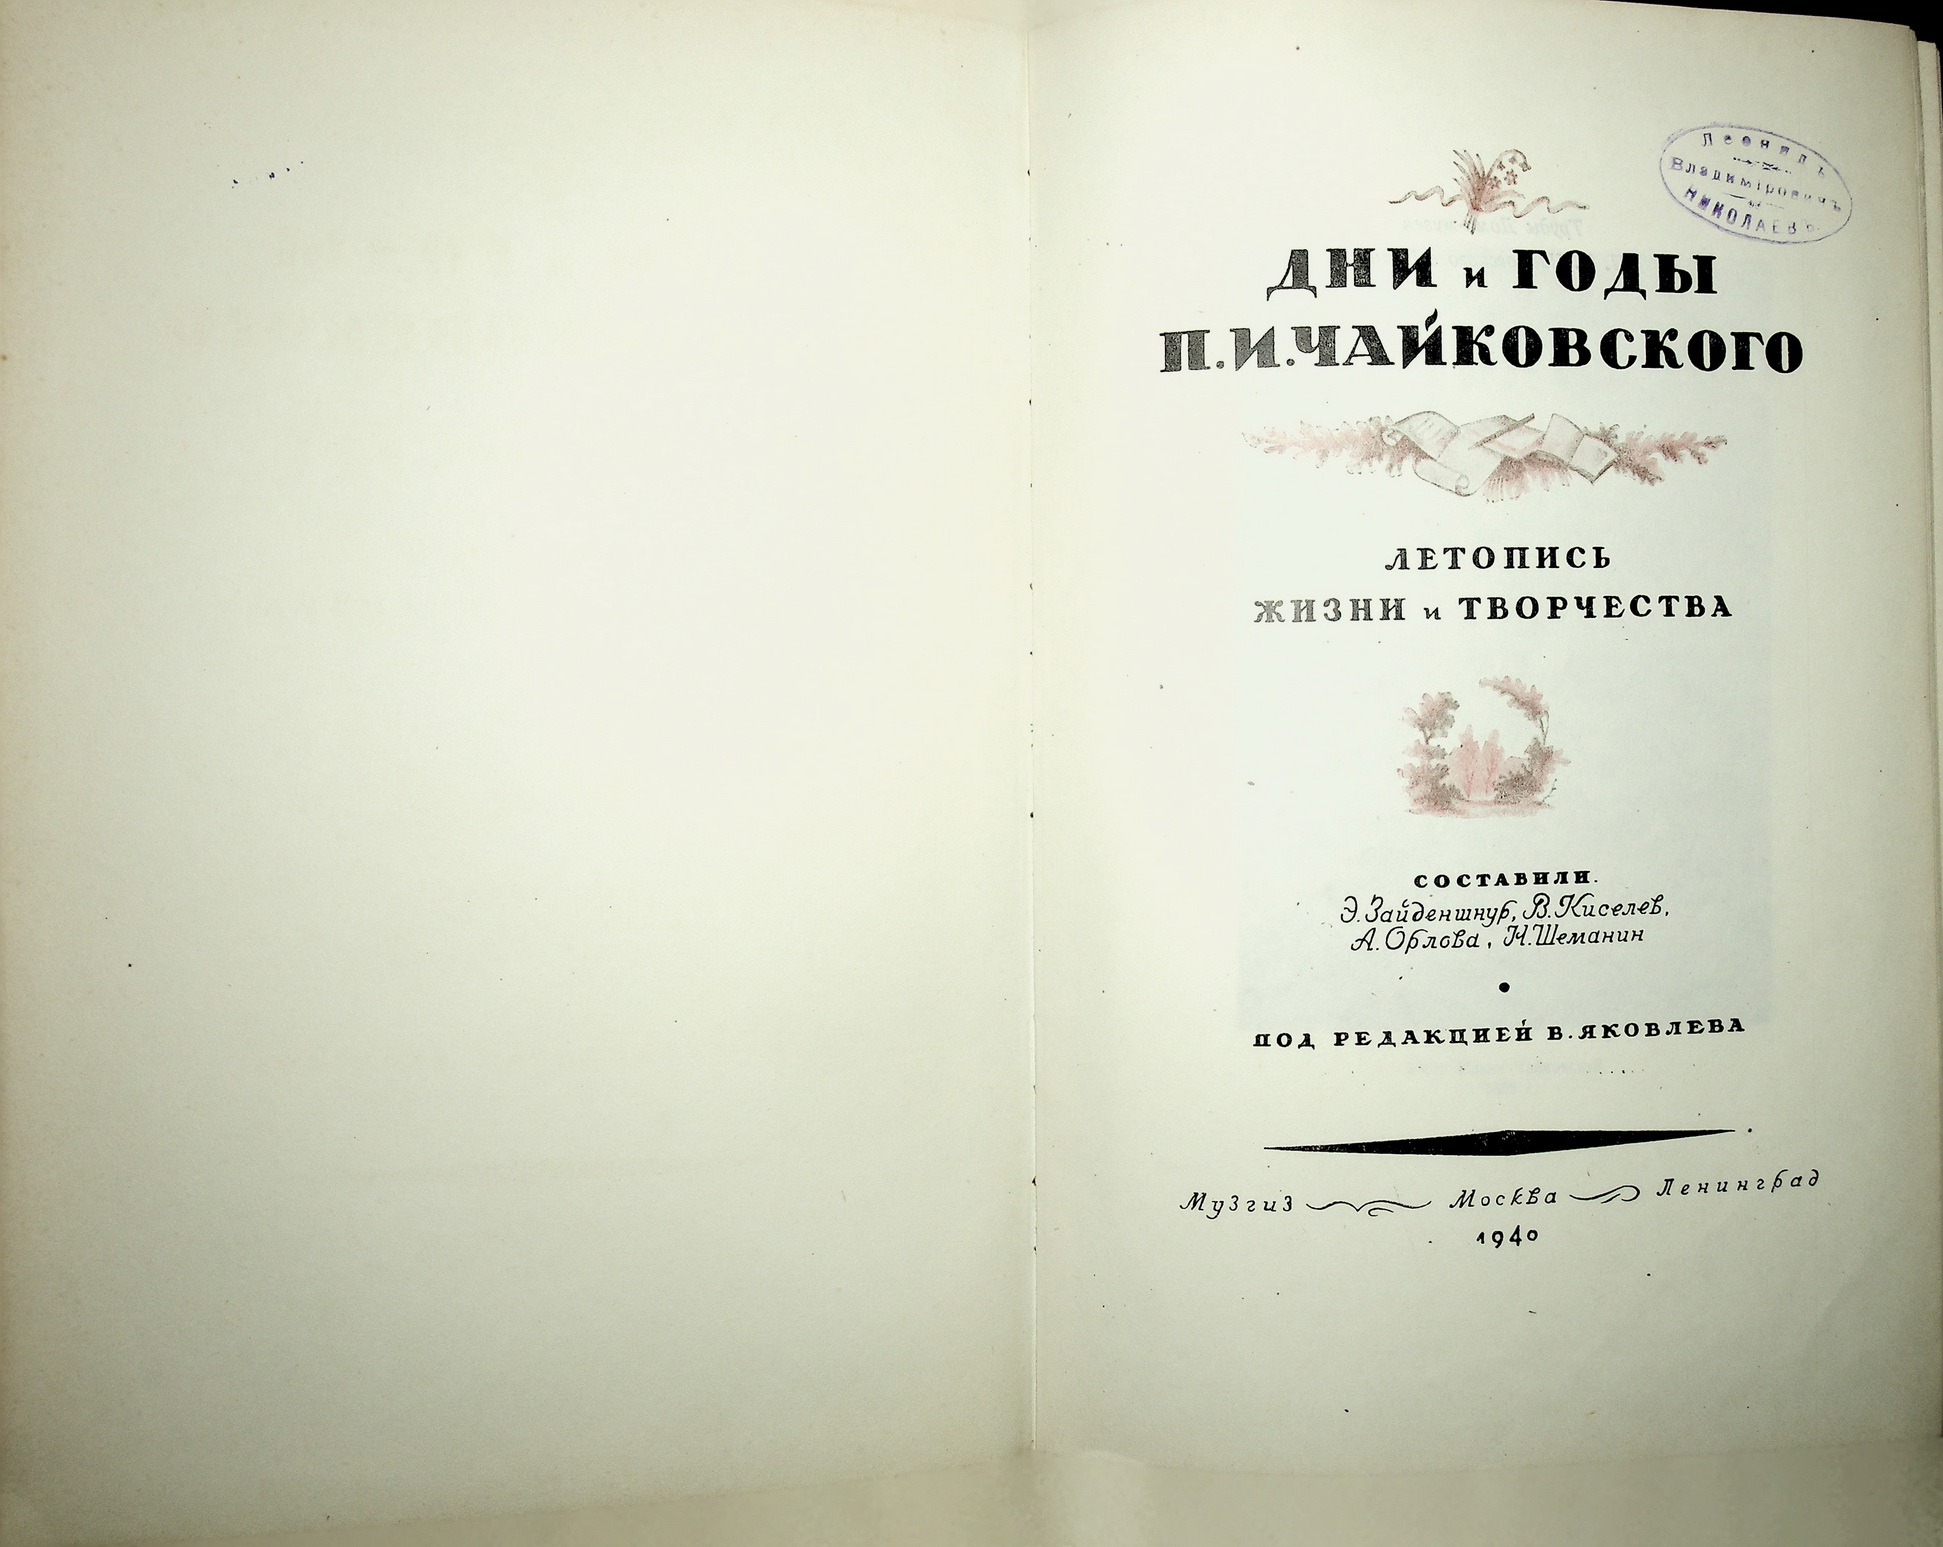 Леонидъ
Владимiровичъ
НИКОЛАЕВЪ
ДНИ и ГОДЫ
П.И.ЧАЙКОВСКОГО
ЛЕТОПИСЬ
ЖИЗНИ и ТВОРЧЕСТВА
СОСТАВИЛИ.
Э.Зайденшнур, В.Киселев,
А.Орлова, Н.Шеманин
ПОД РЕДАКЦИЕЙ В.ЯКОВЛЕВА
Музгиз Москва Ленинград
1940